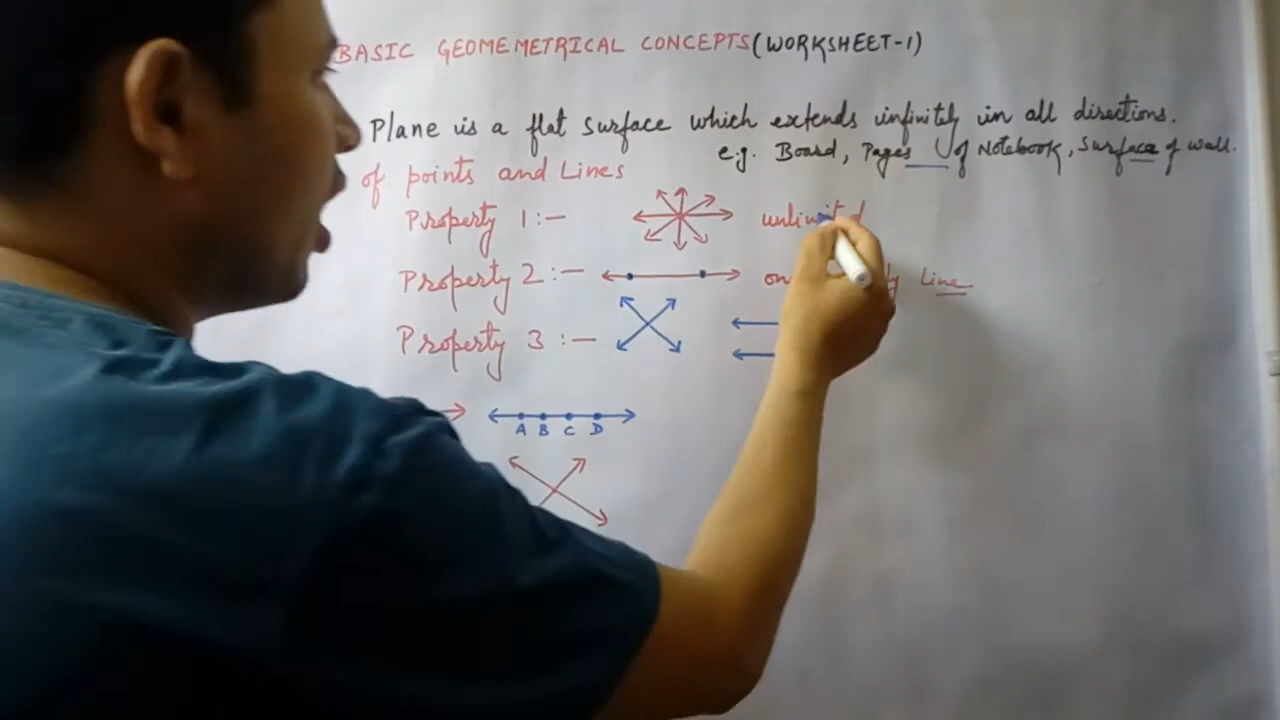 BASIC GEOMEMETRICAL CONCEPTS (WORKSHEET-1)
Plane is a flat surface which extends infinitely in all directions.
e.g. Board, Pages of Notebook, Surface of wall.
of points and Lines
Property 1:-
Property 2:- Line
Property 3:-
A B C D